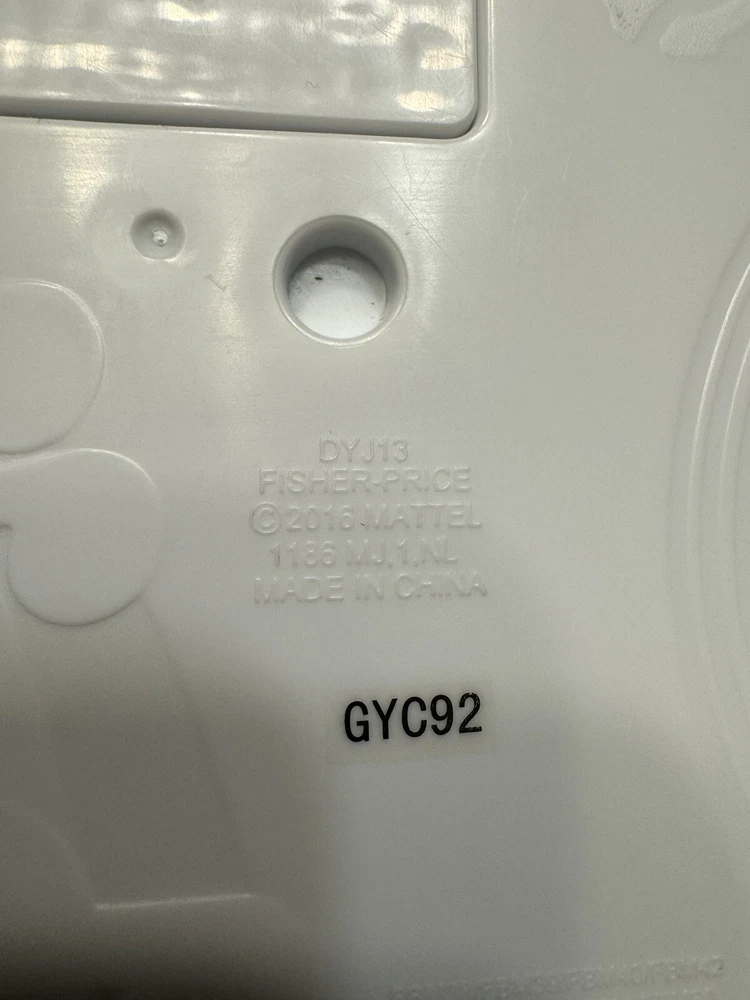 DYJ13
FISHER-PRICE
©2016 MATTEL
1186 MJ,1,NL
MADE IN CHINA
GYC92